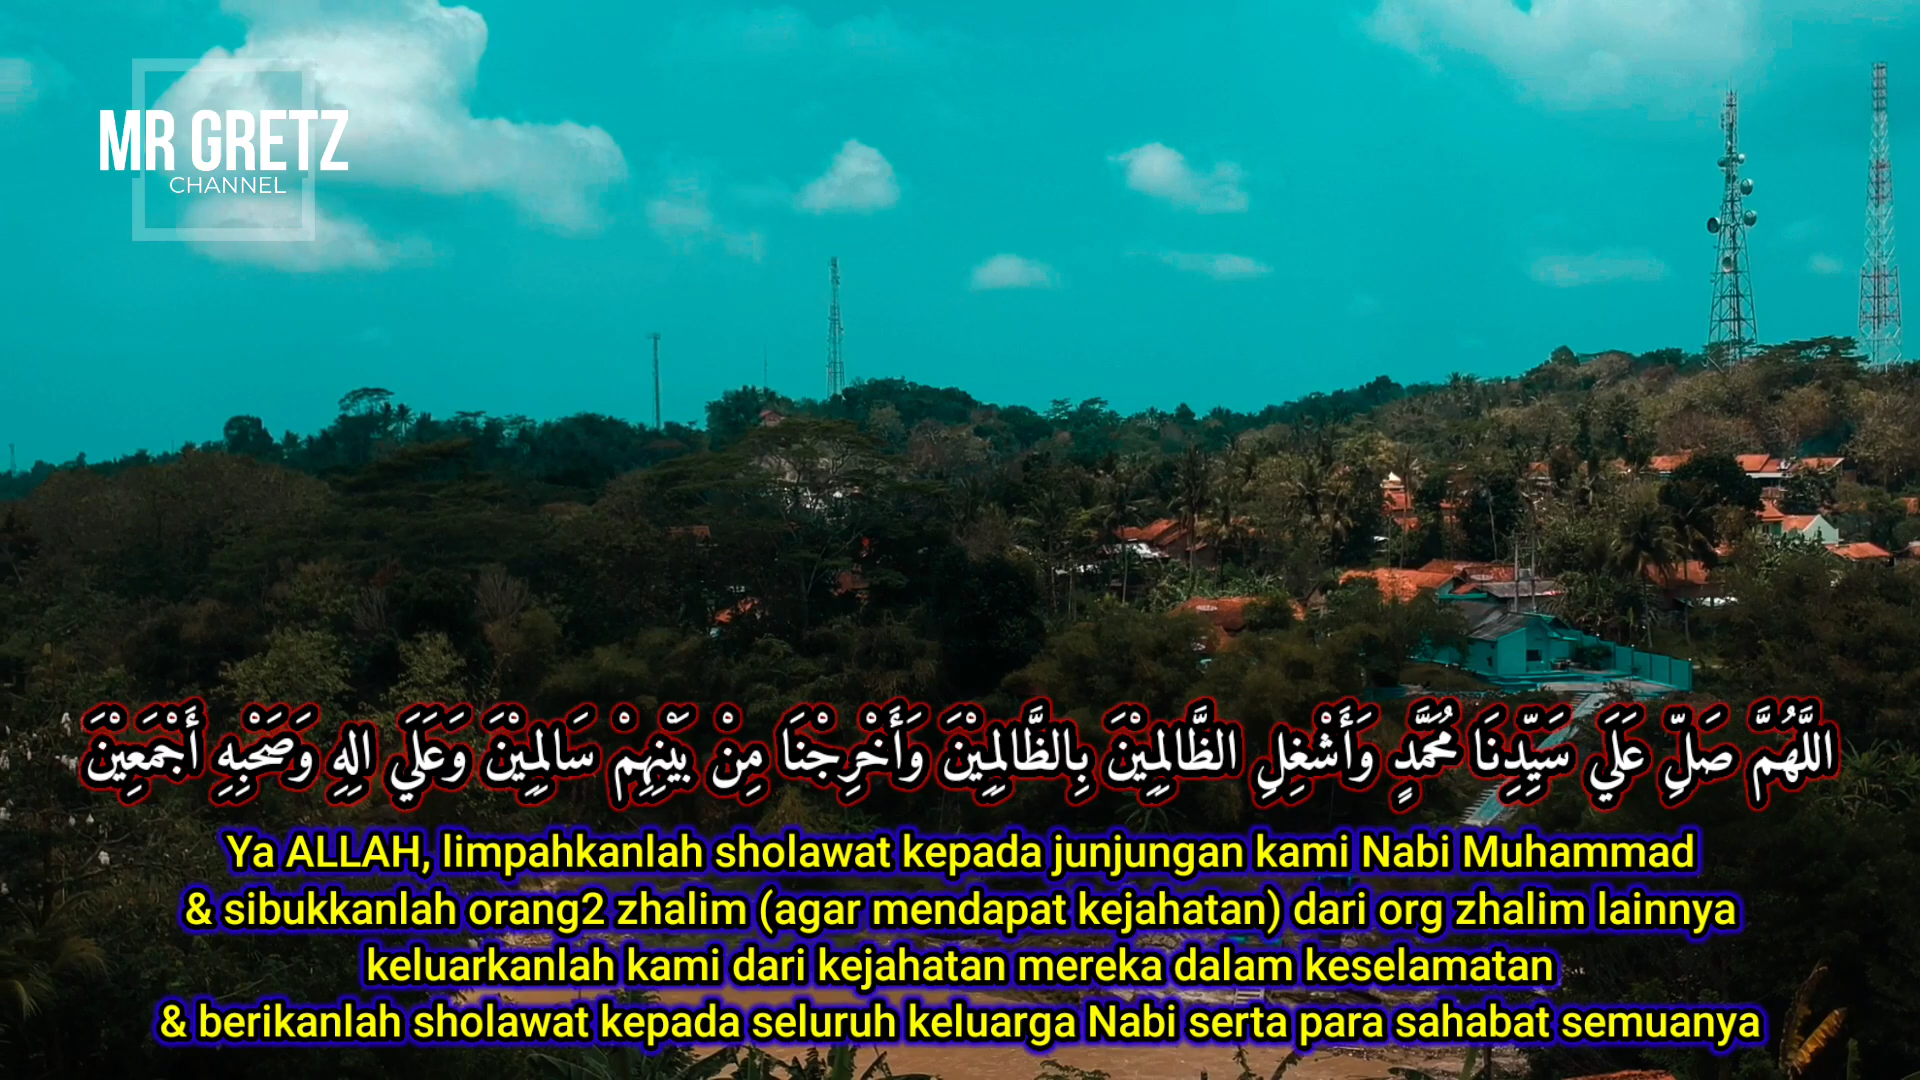 MR GRETZ
CHANNEL
اللَّهُمَّ صَلِّ عَلَي سَيِّدِنَا مُحَمَّدٍ وَأَشْغِلِ الظَّالِمِيْنَ بِالظَّالِمِيْنَ وَأَخْرِجْنَا مِنْ بَيْنِهِمْ سَالِمِيْنَ وَعَلَي الِهِ وَصَحْبِهِ أَجْمَعِيْنَ
Ya ALLAH, limpahkanlah sholawat kepada junjungan kami Nabi Muhammad
& sibukkanlah orang2 zhalim (agar mendapat kejahatan) dari org zhalim lainnya
keluarkanlah kami dari kejahatan mereka dalam keselamatan
& berikanlah sholawat kepada seluruh keluarga Nabi serta para sahabat semuanya